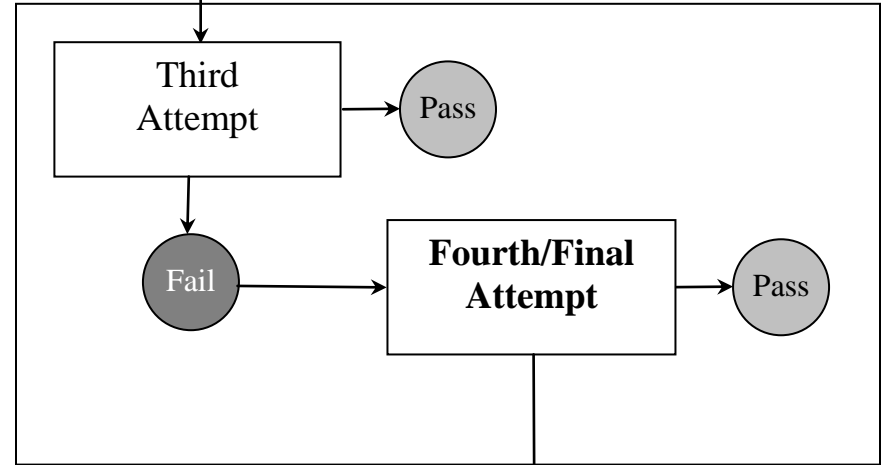 Third
Attempt
Pass
Fail
Fourth/Final
Attempt
Pass